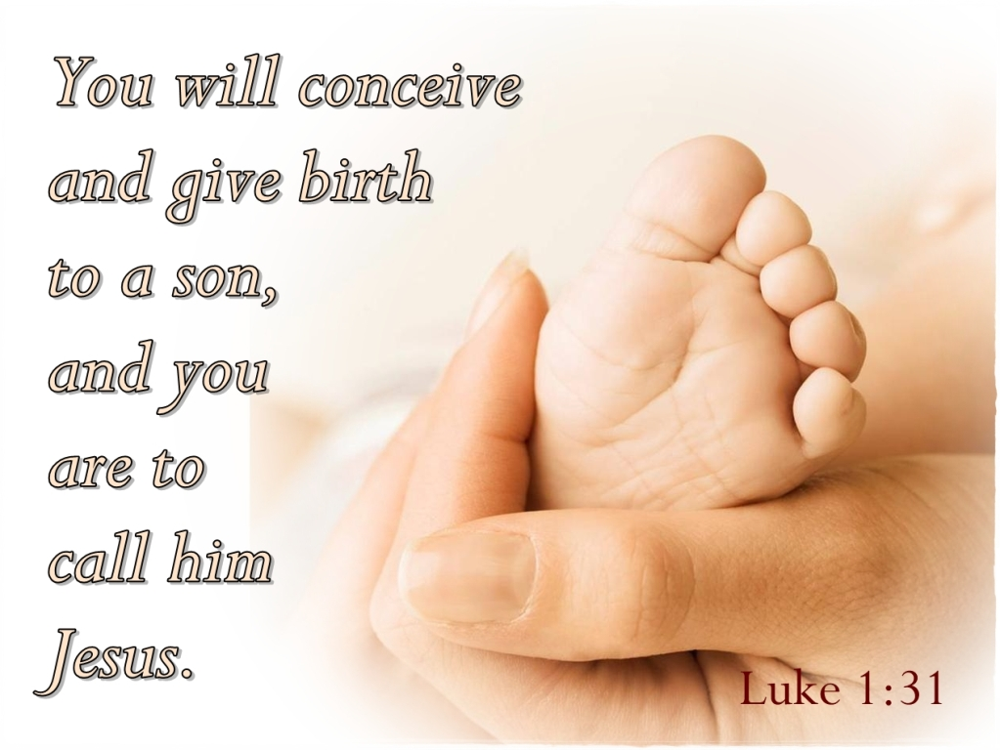 You will conceive
and give birth
to a son,
and you
are to
call him
Jesus.
Luke 1:31